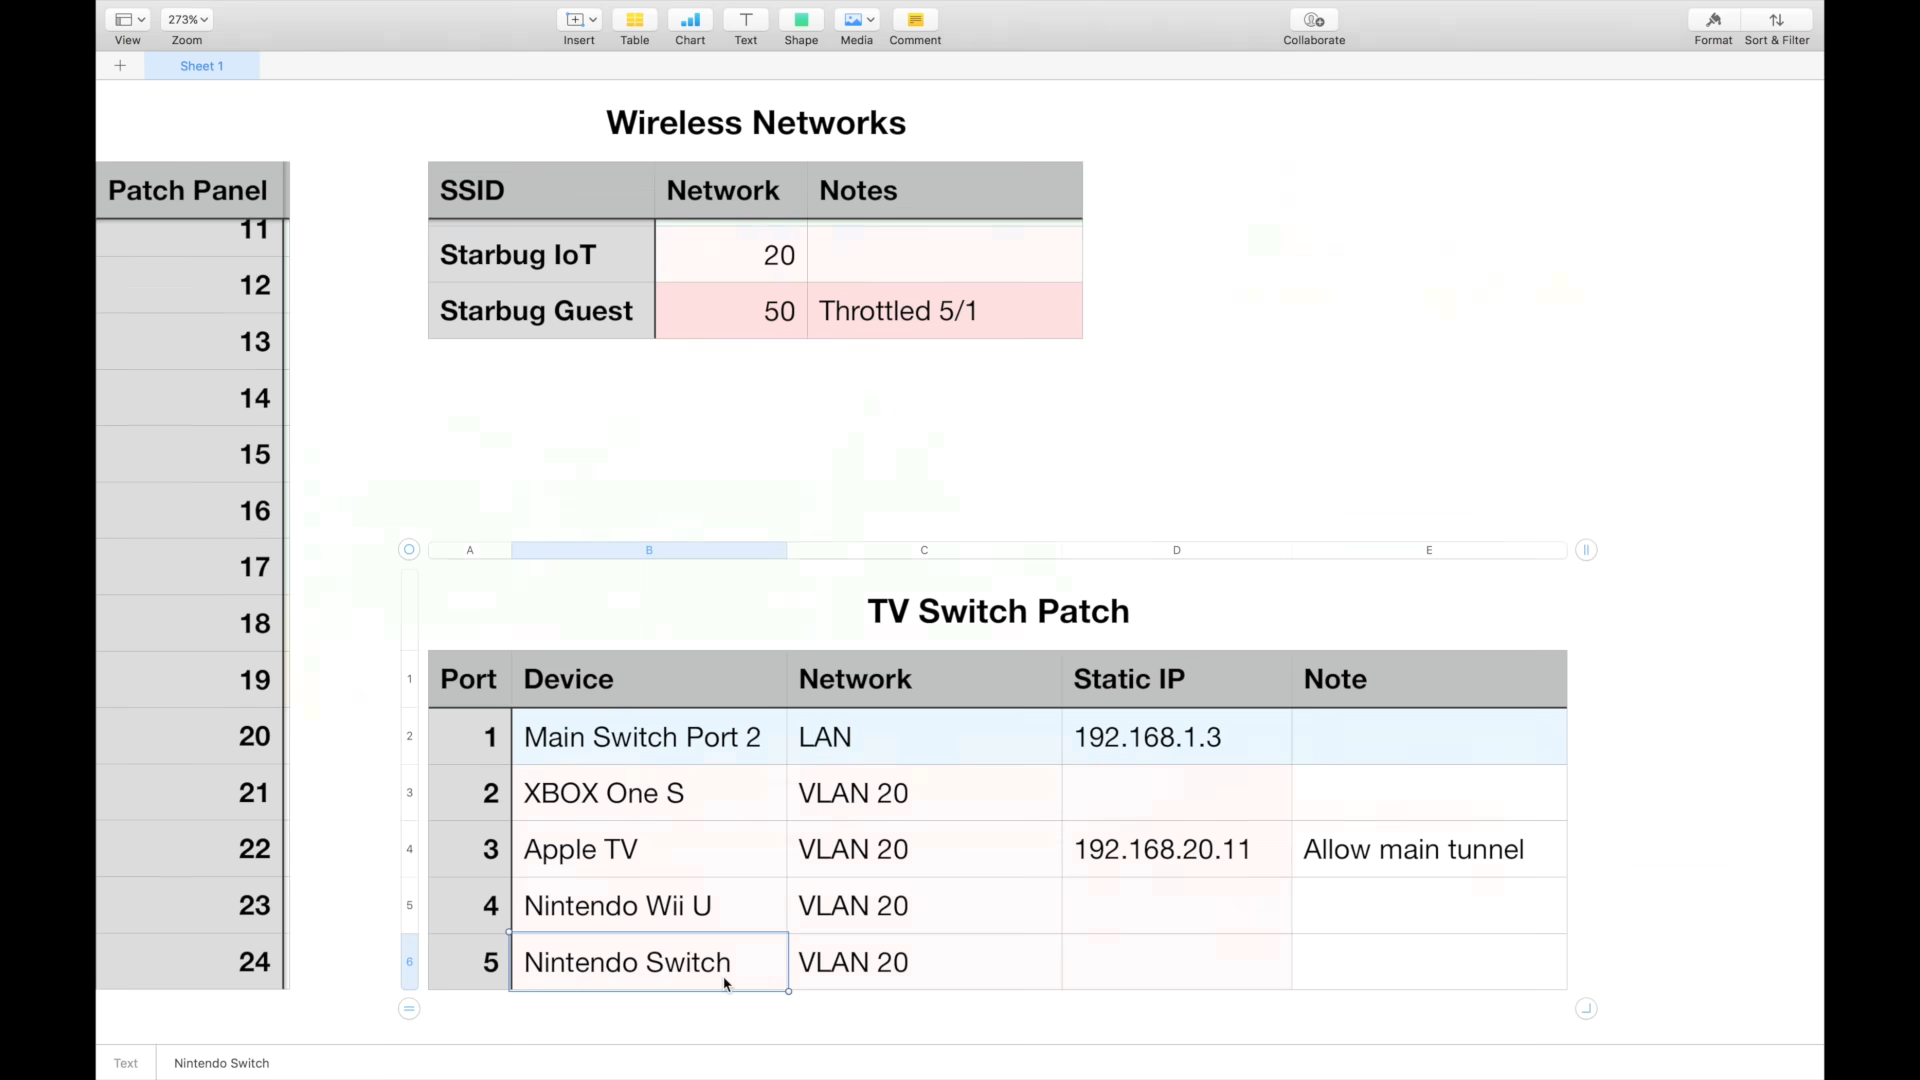 273%
View
Zoom
Insert
Table
Chart
Text
Shape
Media
Comment
Collaborate
Format
Sort & Filter
Sheet 1
Wireless Networks
SSID Network Notes
Starbug IoT 20
Starbug Guest 50 Throttled 5/1
Patch Panel
11
12
13
14
15
16
17
18
19
20
21
22
23
24
A B C D E
TV Switch Patch
1 Port Device Network Static IP Note
2 1 Main Switch Port 2 LAN 192.168.1.3
3 2 XBOX One S VLAN 20
4 3 Apple TV VLAN 20 192.168.20.11 Allow main tunnel
5 4 Nintendo Wii U VLAN 20
6 5 Nintendo Switch VLAN 20
Text Nintendo Switch